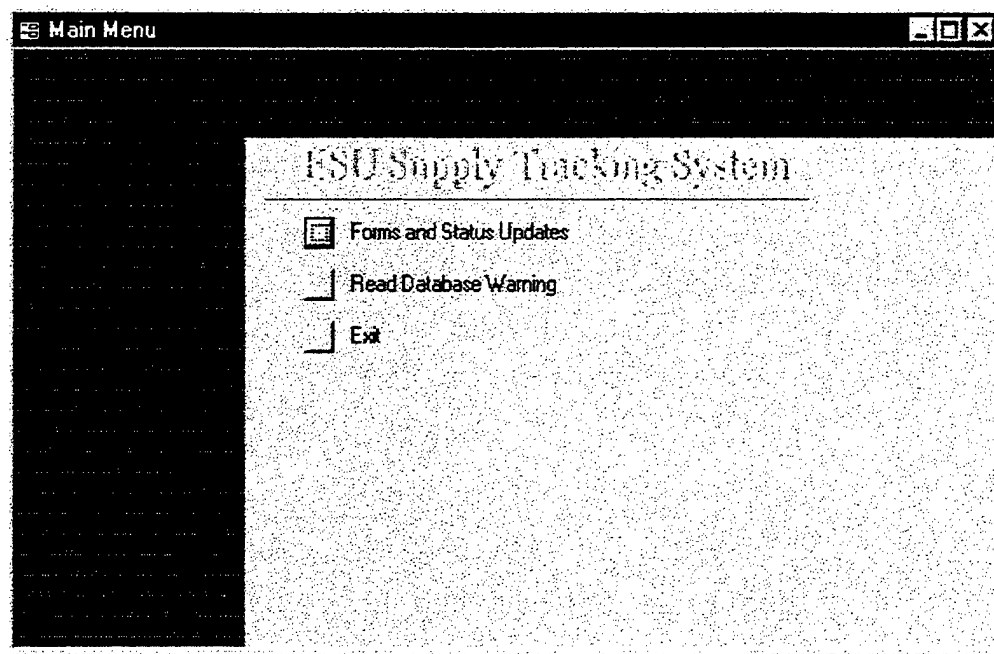 Main Menu
ESU Supply Tracking System
Forms and Status Updates
Read Database Warning
Exit